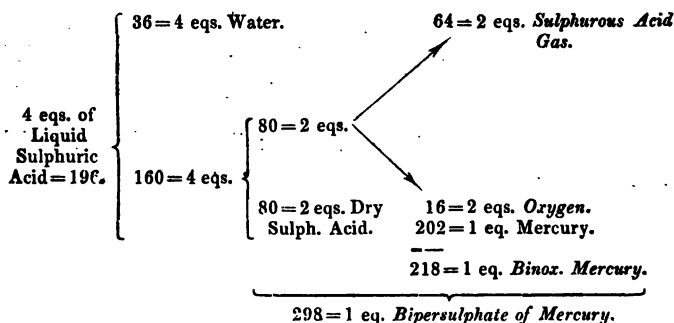 36=4 eqs. Water.
64=2 eqs. Sulphurous Acid
Gas.
4 eqs. of
Liquid
Sulphuric
Acid=196.
160=4 eqs.
80=2 eqs.
80=2 eqs. Dry
Sulph. Acid.
16=2 eqs. Oxygen.
202=1 eq. Mercury.
218=1 eq. Binox. Mercury.
298=1 eq. Bipersulphate of Mercury.